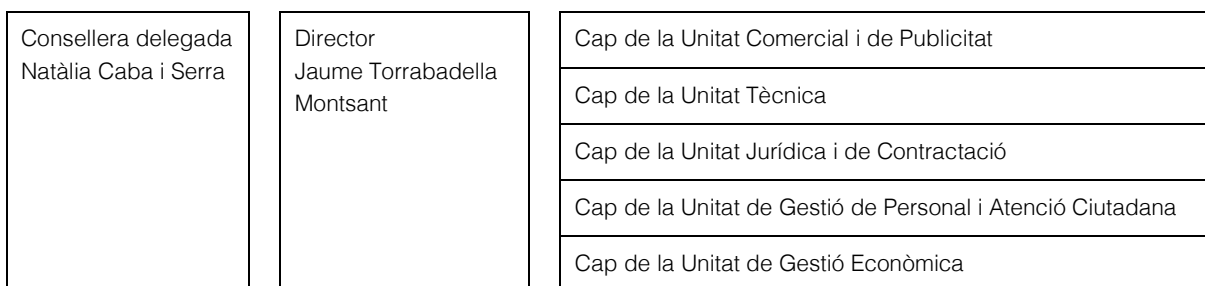 Consellera delegada
Natàlia Caba i Serra
Director
Jaume Torrabadella
Montsant
Cap de la Unitat Comercial i de Publicitat
Cap de la Unitat Tècnica
Cap de la Unitat Jurídica i de Contractació
Cap de la Unitat de Gestió de Personal i Atenció Ciutadana
Cap de la Unitat de Gestió Econòmica